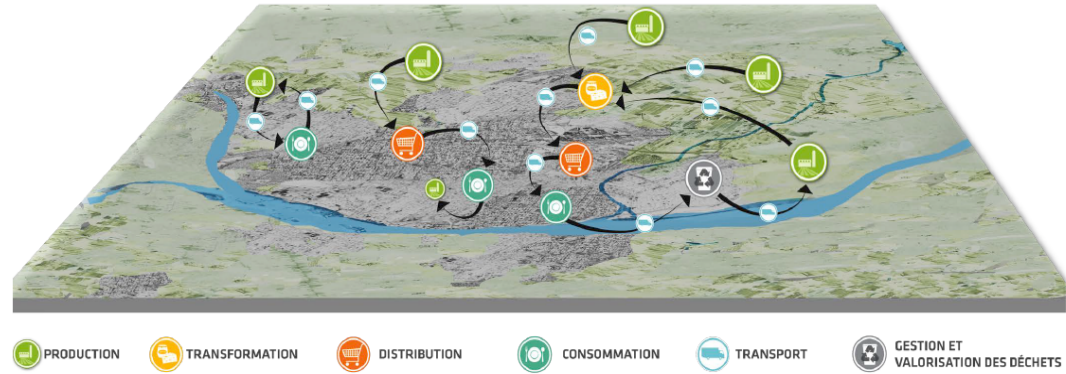 PRODUCTION
TRANSFORMATION
DISTRIBUTION
CONSOMMATION
TRANSPORT
GESTION ET
VALORISATION DES DÉCHETS